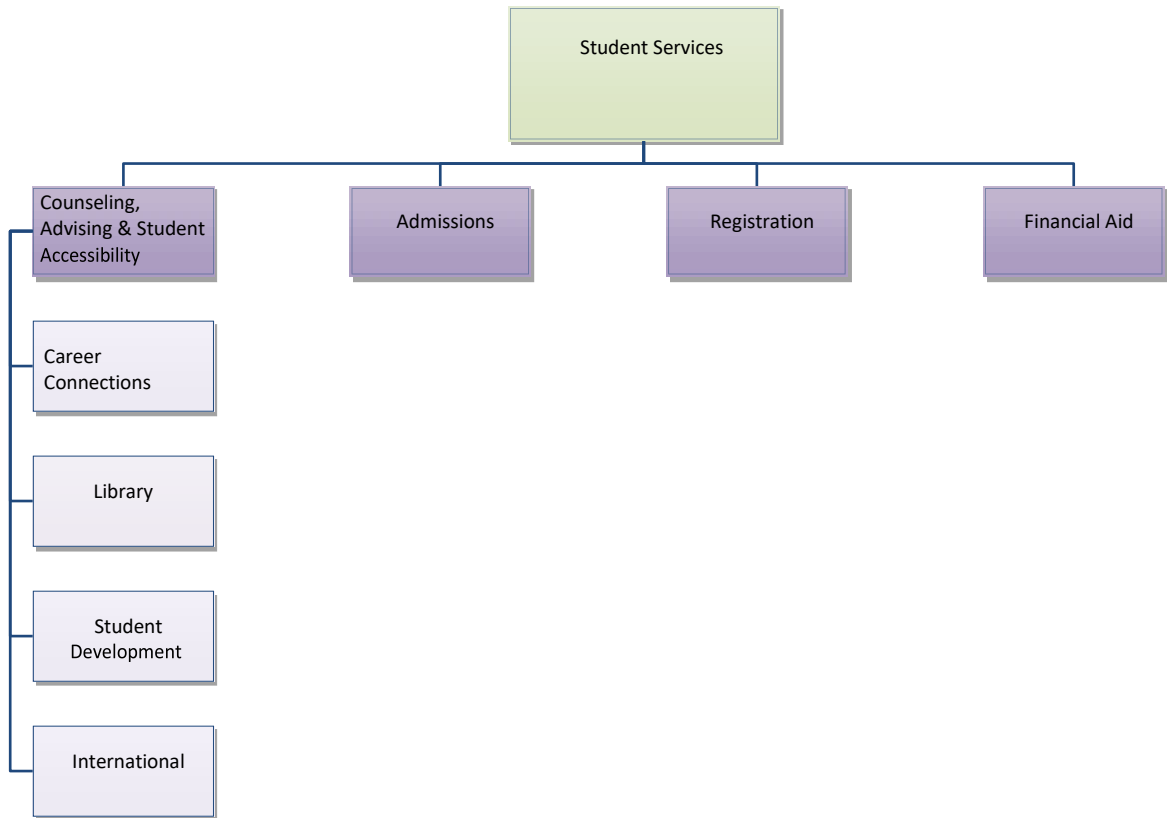 Student Services
Counseling,
Advising & Student
Accessibility
Admissions
Registration
Financial Aid
Career
Connections
Library
Student
Development
International